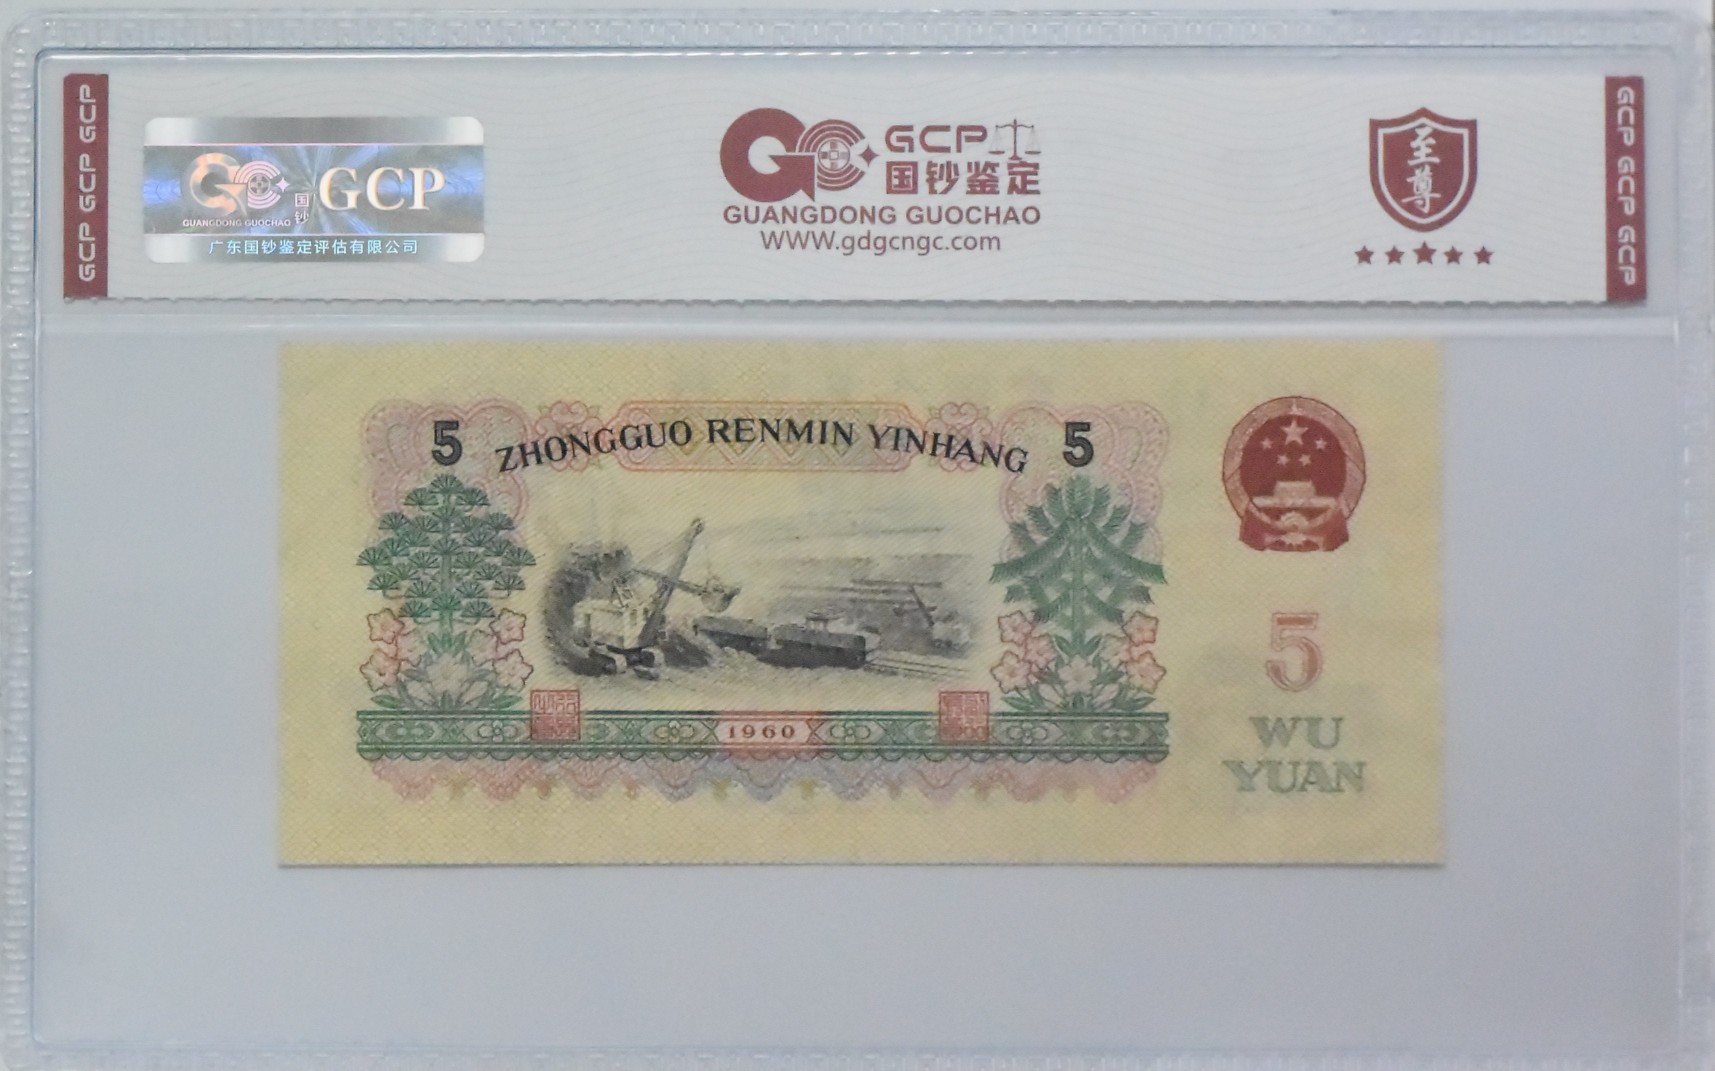 GCP GCP GCP
GUANGDONG GUOCHAO
国钞
GCP
广东国钞鉴定评估有限公司
GCP
国钞鉴定
GUANGDONG GUOCHAO
WWW.gdgcngc.com
至尊
GCP GCP GCP
5 ZHONGGUO RENMIN YINHANG 5
1960
5
WU
YUAN